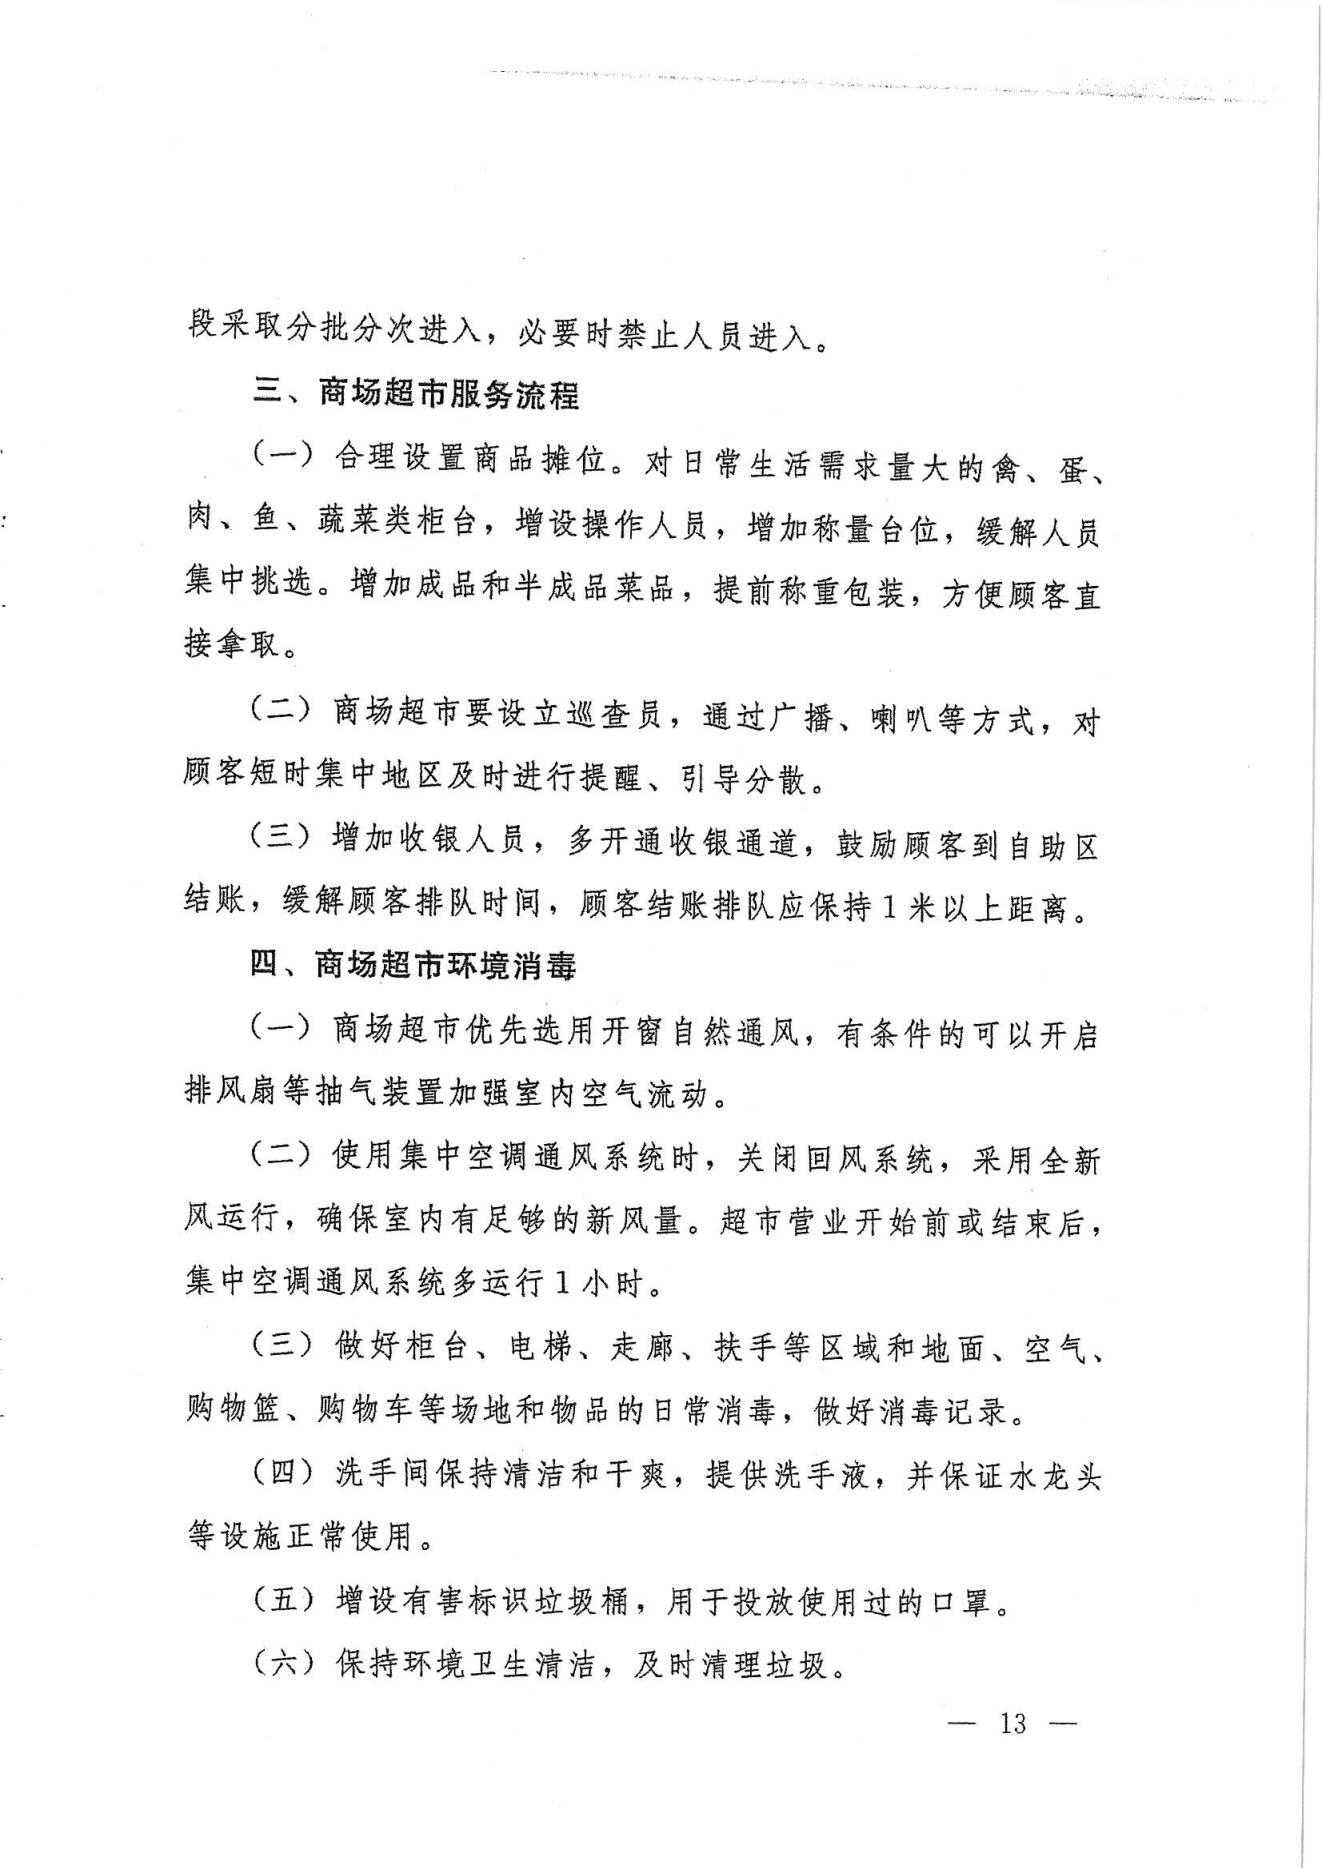 段采取分批分次进入，必要时禁止人员进入。
三、商场超市服务流程
（一）合理设置商品摊位。对日常生活需求量大的禽、蛋、
肉、鱼、蔬菜类柜台，增设操作人员，增加称量台位，缓解人员
集中挑选。增加成品和半成品菜品，提前称重包装，方便顾客直
接拿取。
（二）商场超市要设立巡查员，通过广播、喇叭等方式，对
顾客短时集中地区及时进行提醒、引导分散。
（三）增加收银人员，多开通收银通道，鼓励顾客到自助区
结账，缓解顾客排队时间，顾客结账排队应保持1米以上距离。
四、商场超市环境消毒
（一）商场超市优先选用开窗自然通风，有条件的可以开启
排风扇等抽气装置加强室内空气流动。
（二）使用集中空调通风系统时，关闭回风系统，采用全新
风运行，确保室内有足够的新风量。超市营业开始前或结束后，
集中空调通风系统多运行1小时。
（三）做好柜台、电梯、走廊、扶手等区域和地面、空气、
购物篮、购物车等场地和物品的日常消毒，做好消毒记录。
（四）洗手间保持清洁和干爽，提供洗手液，并保证水龙头
等设施正常使用。
（五）增设有害标识垃圾桶，用于投放使用过的口罩。
（六）保持环境卫生清洁，及时清理垃圾。
— 13 —